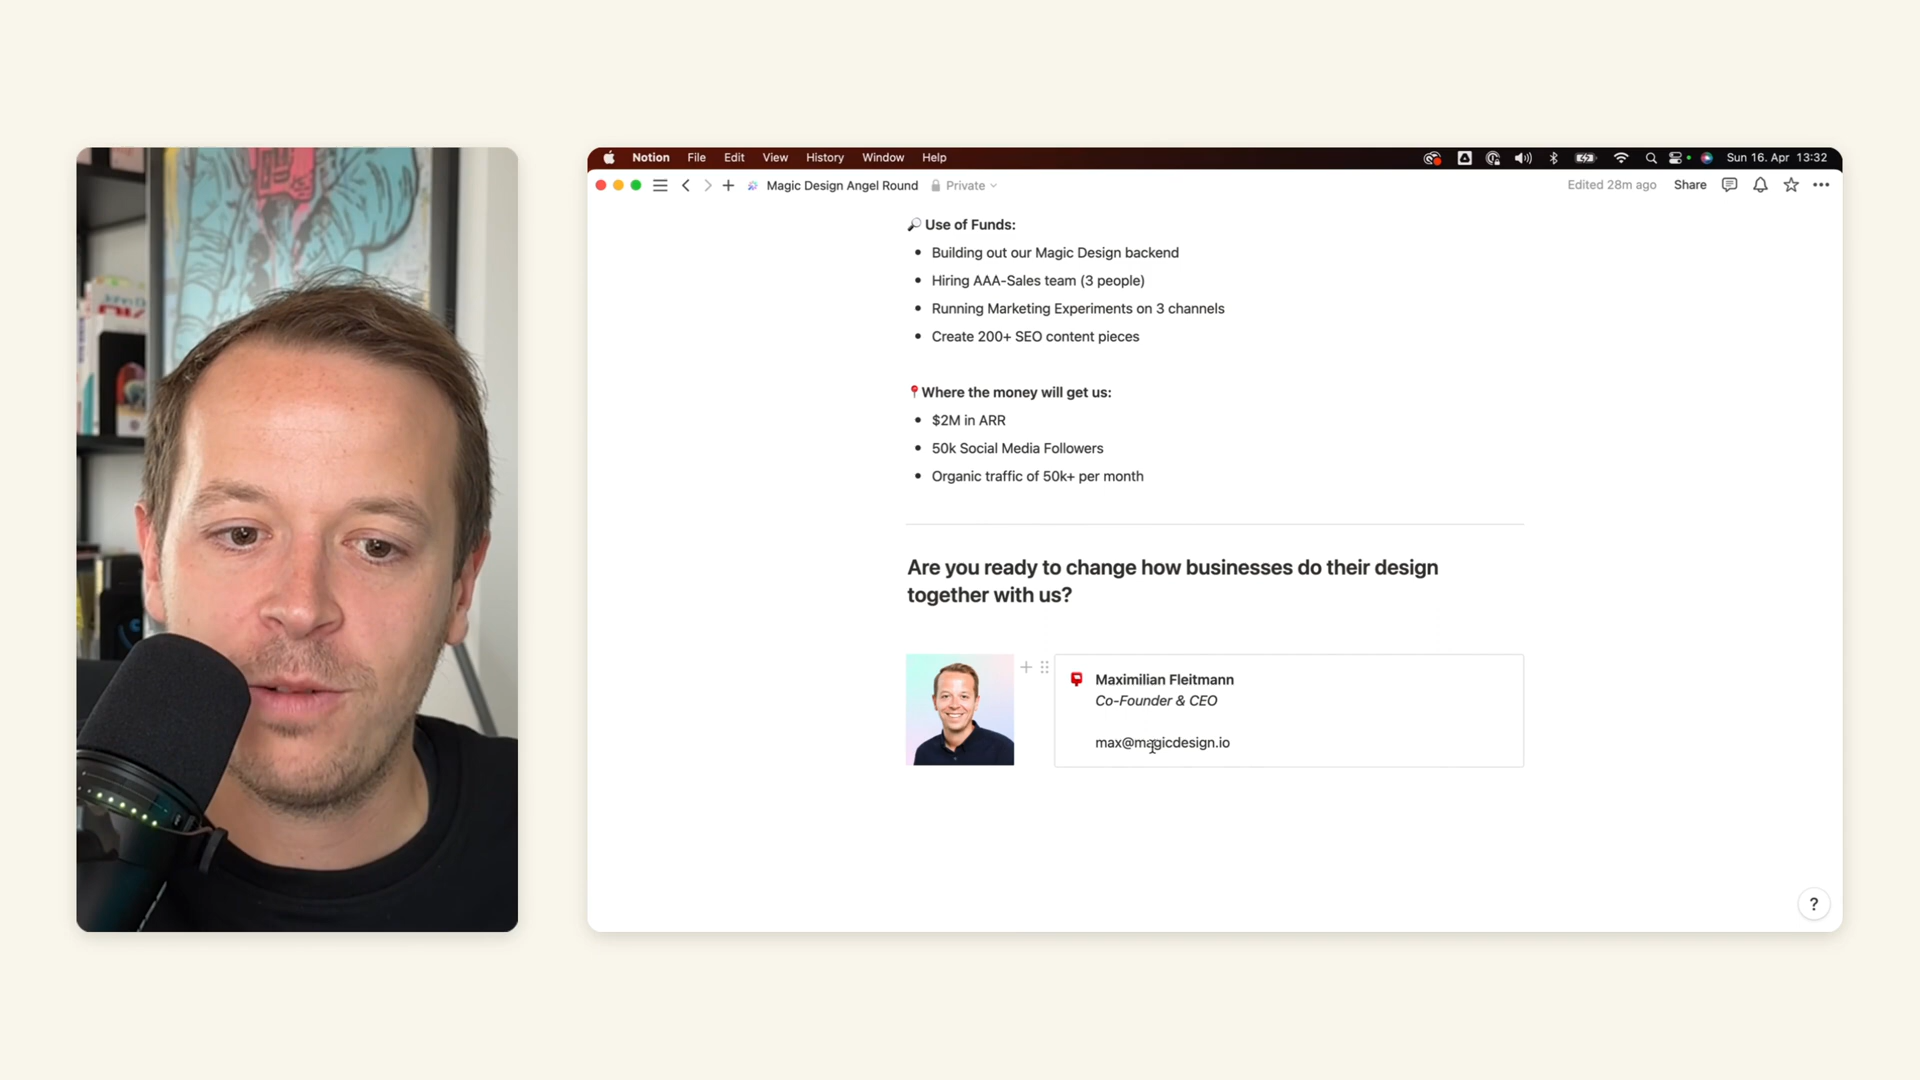 Notion File Edit View History Window Help Sun 16. Apr 13:32
Magic Design Angel Round Private Edited 28m ago Share
Use of Funds:
Building out our Magic Design backend
Hiring AAA-Sales team (3 people)
Running Marketing Experiments on 3 channels
Create 200+ SEO content pieces
Where the money will get us:
$2M in ARR
50k Social Media Followers
Organic traffic of 50k+ per month
Are you ready to change how businesses do their design
together with us?
Maximilian Fleitmann
Co-Founder & CEO
max@magicdesign.io
?